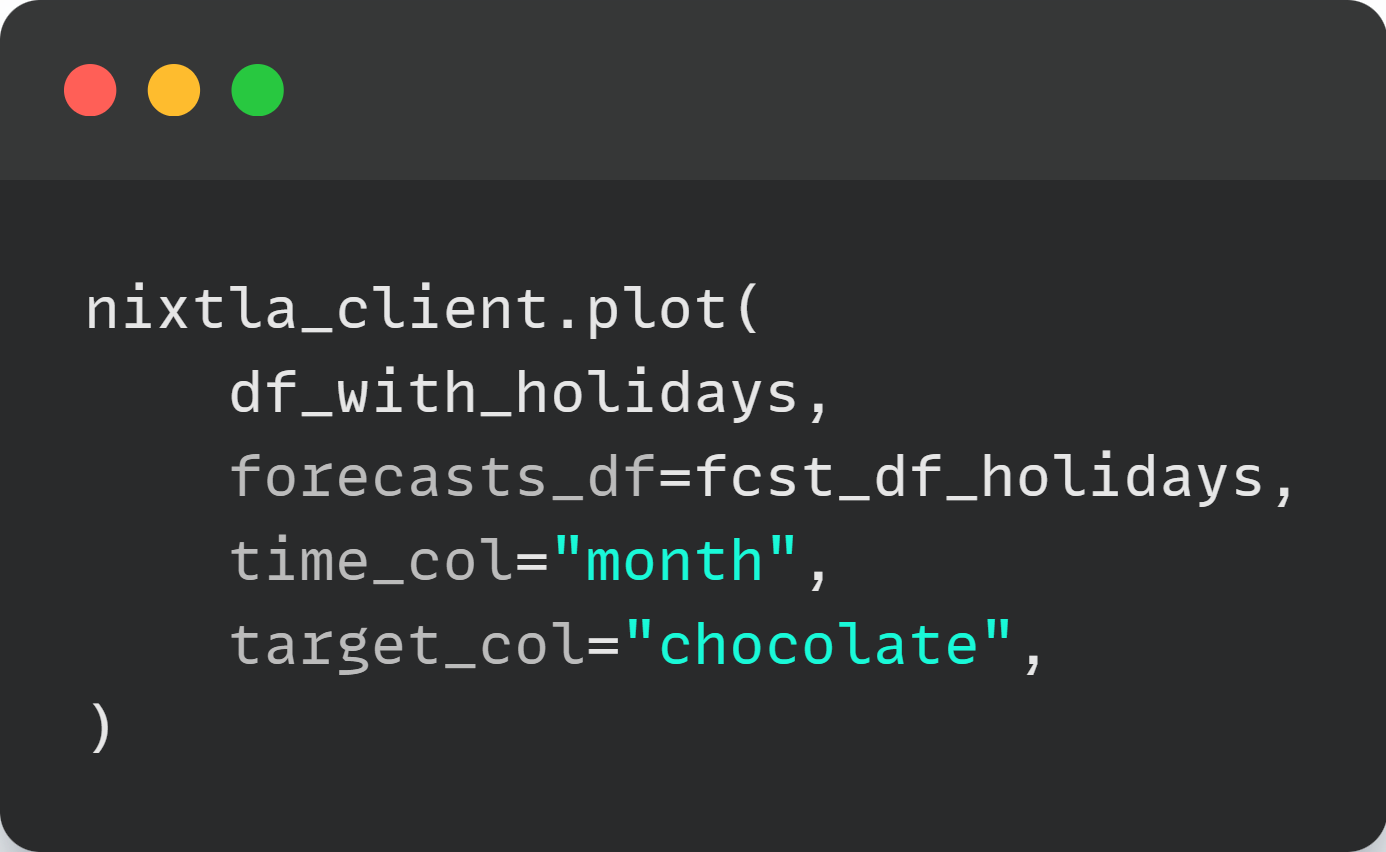 nixtla_client.plot(
    df_with_holidays,
    forecasts_df=fcst_df_holidays,
    time_col="month",
    target_col="chocolate",
)